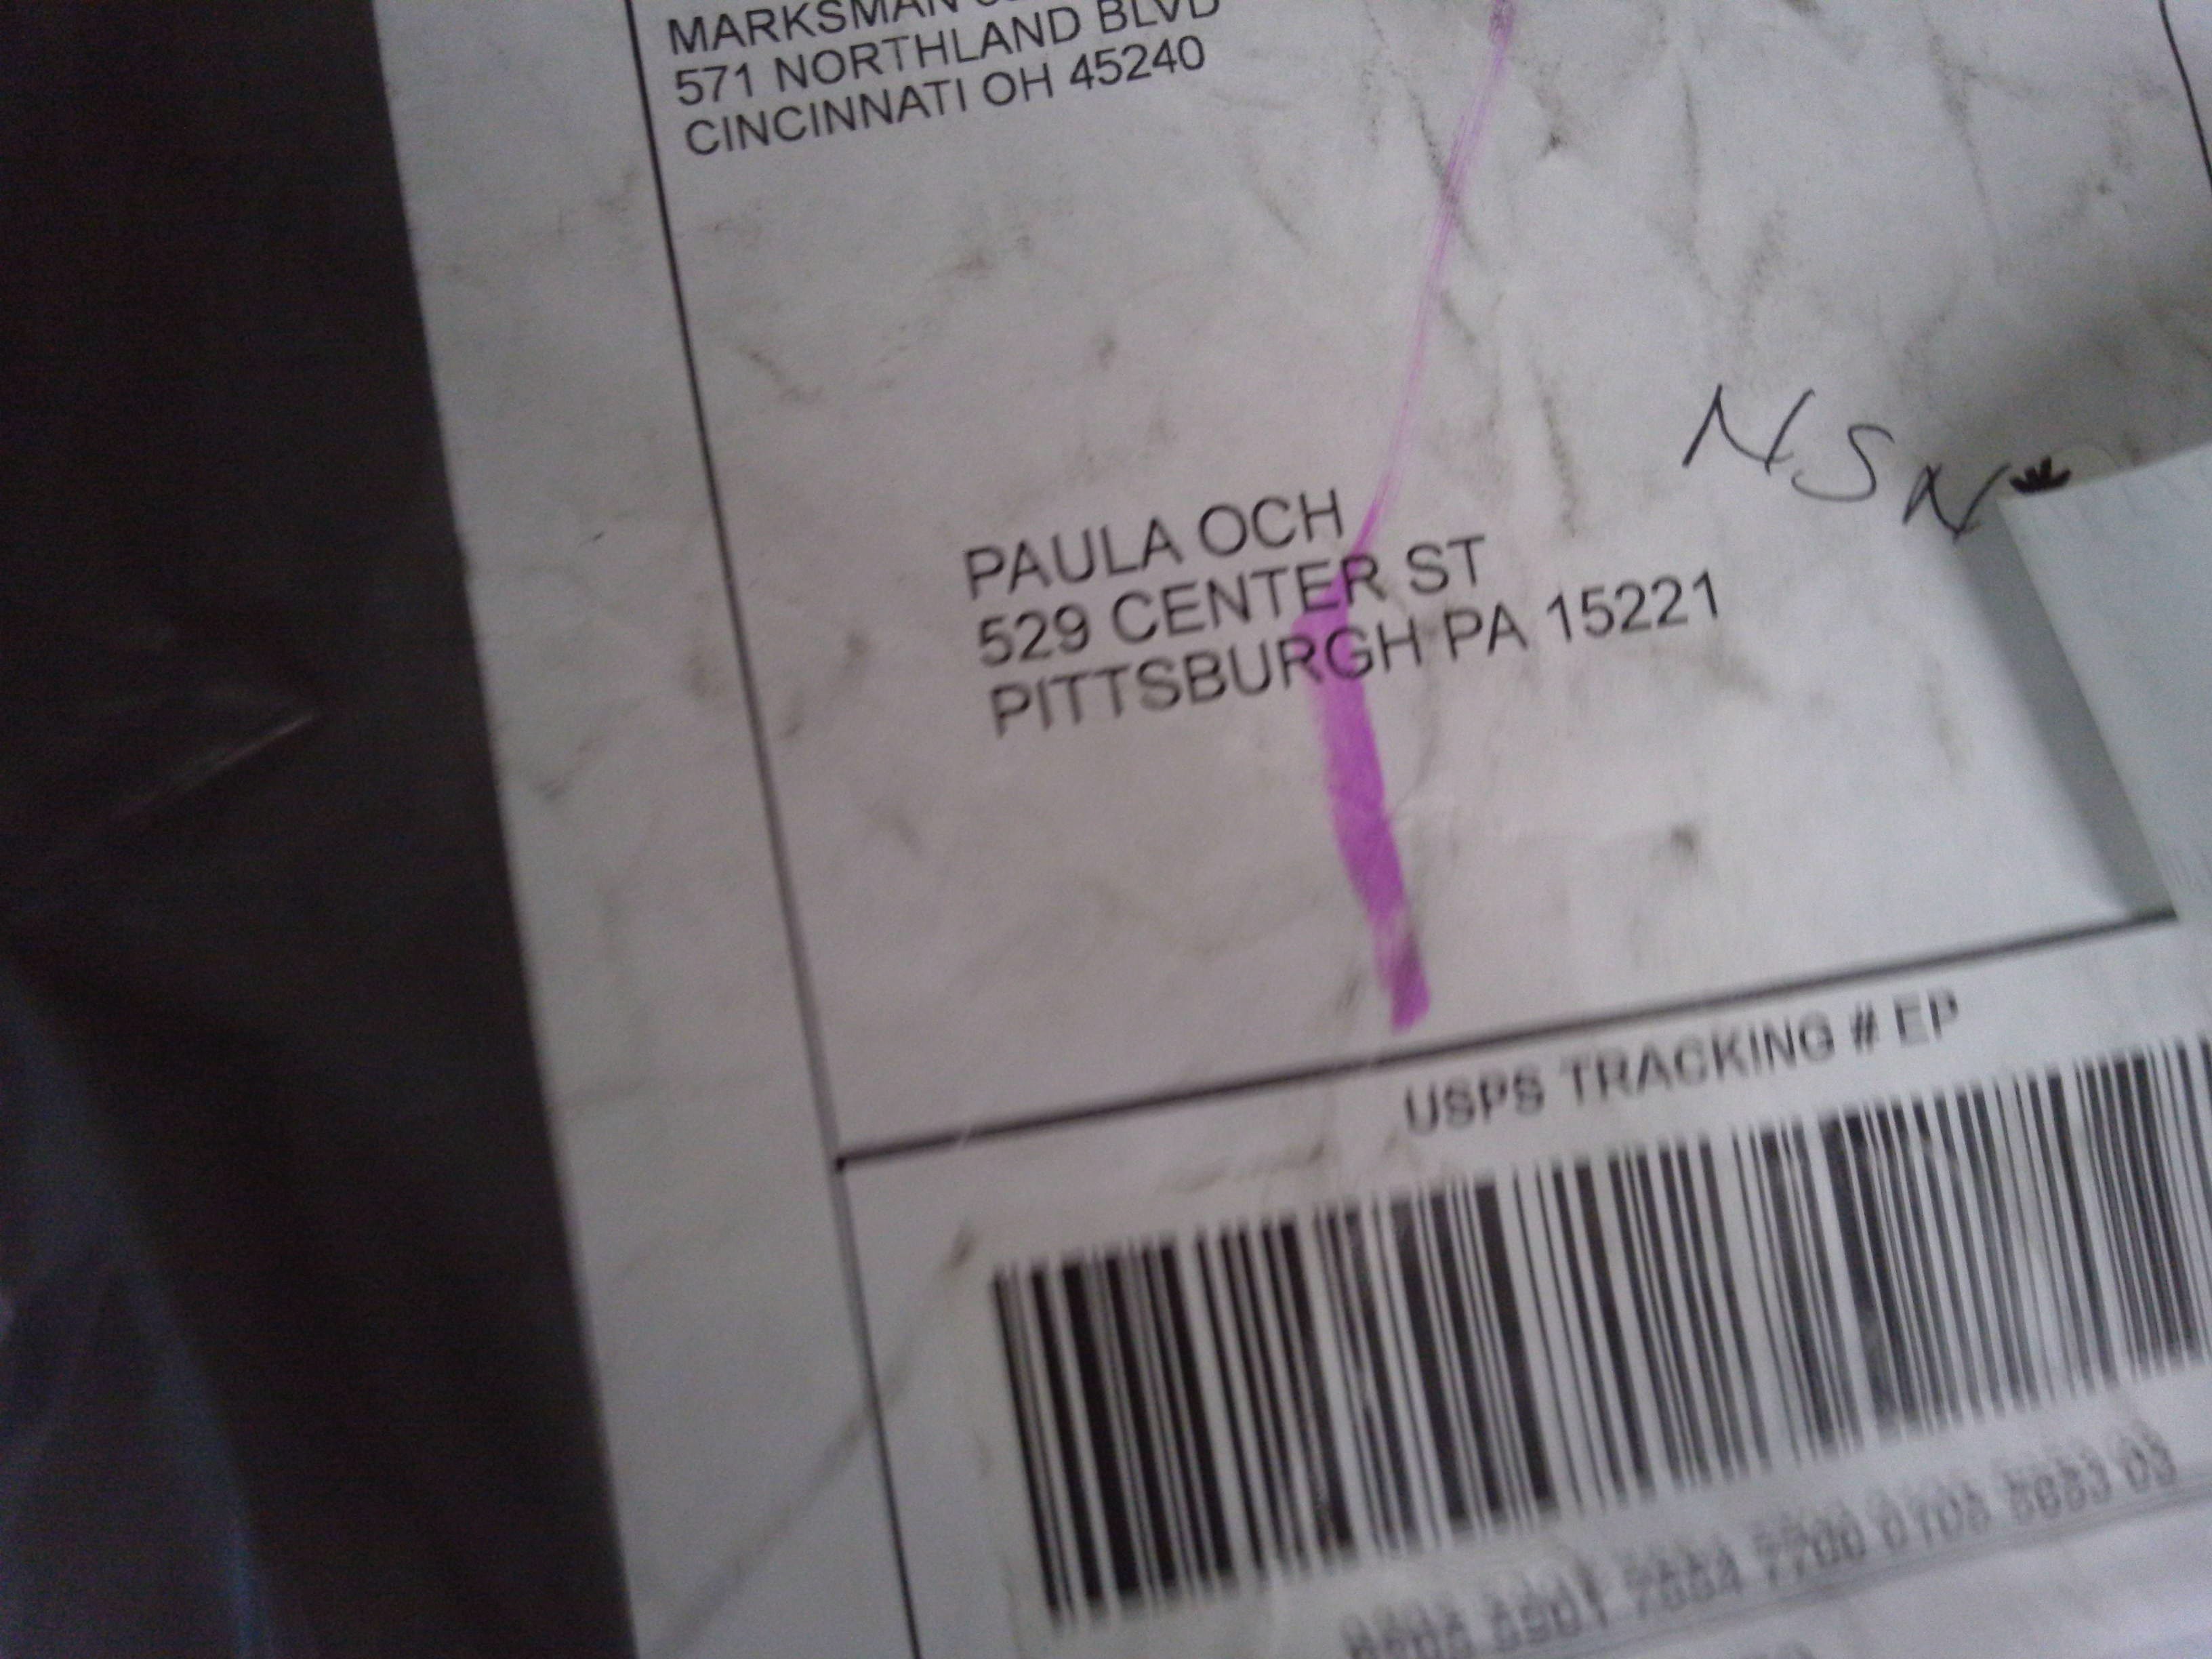 MARKSMAN
571 NORTHLAND BLVD
CINCINNATI OH 45240
NSN
PAULA OCH
529 CENTER ST
PITTSBURGH PA 15221
USPS TRACKING # EP